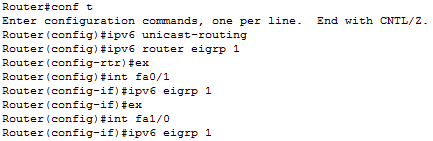 Router#conf t
Enter configuration commands, one per line.  End with CNTL/Z.
Router(config)#ipv6 unicast-routing
Router(config)#ipv6 router eigrp 1
Router(config-rtr)#ex
Router(config)#int fa0/1
Router(config-if)#ipv6 eigrp 1
Router(config-if)#ex
Router(config)#int fa1/0
Router(config-if)#ipv6 eigrp 1